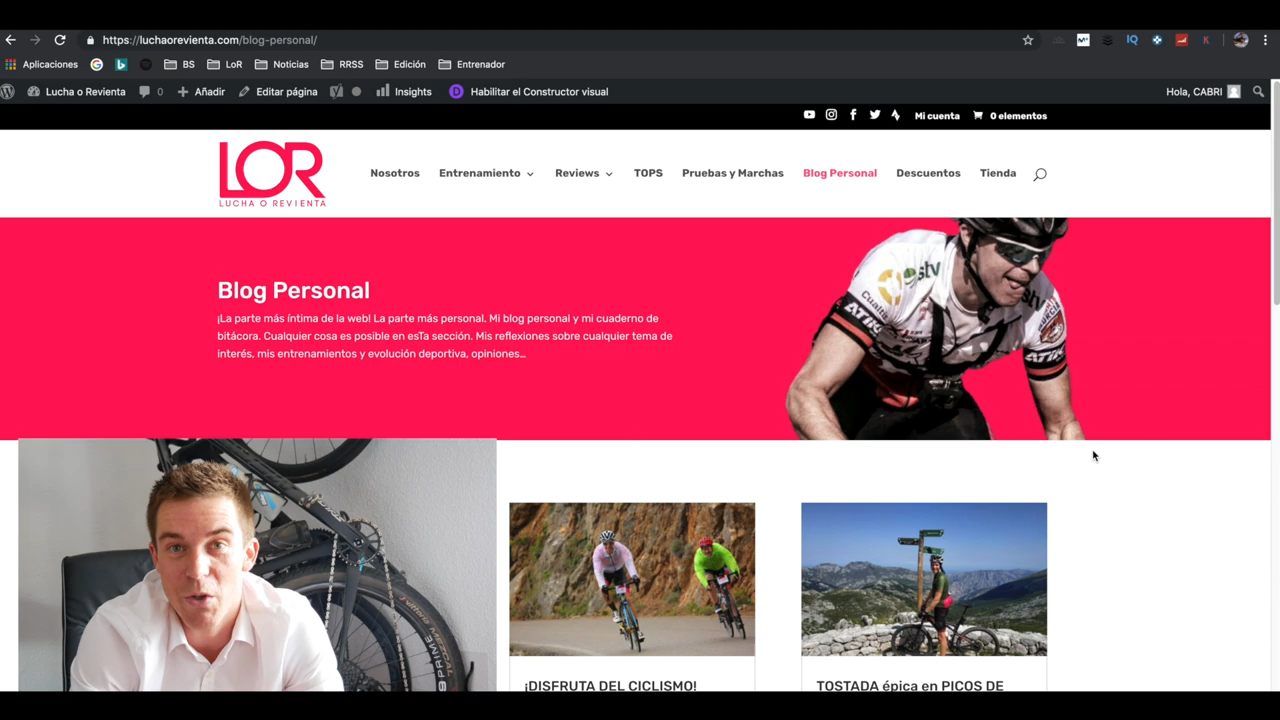 https://luchaorevienta.com/blog-personal/
IQ
K
Aplicaciones
BS
LoR
Noticias
RRSS
Edición
Entrenador
Lucha o Revienta
0
Añadir
Editar página
Insights
D
Habilitar el Constructor visual
Hola, CABRI
Mi cuenta
0 elementos
LOR
LUCHA O REVIENTA
Nosotros
Entrenamiento
Reviews
TOPS
Pruebas y Marchas
Blog Personal
Descuentos
Tienda
Blog Personal
¡La parte más íntima de la web! La parte más personal. Mi blog personal y mi cuaderno de
bitácora. Cualquier cosa es posible en esTa sección. Mis reflexiones sobre cualquier tema de
interés, mis entrenamientos y evolución deportiva, opiniones...
stv
MEZCAL
¡DISFRUTA DEL CICLISMO!
TOSTADA épica en PICOS DE